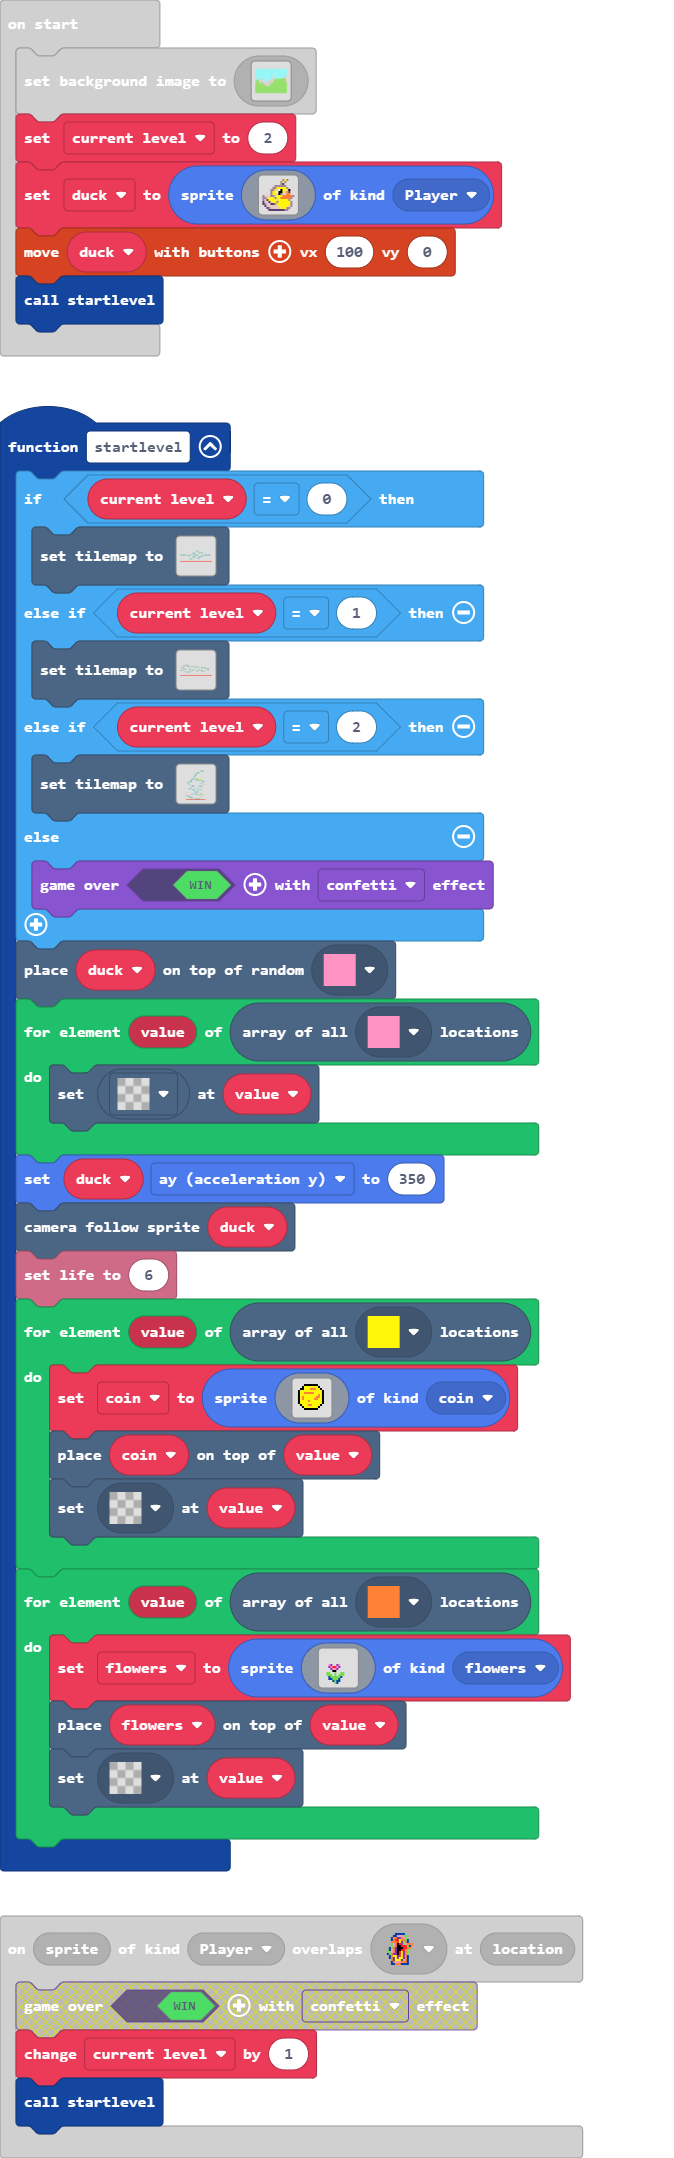 on start
set background image to
set current level to 2
set duck to sprite of kind Player
move duck with buttons vx 100 vy 0
call startlevel
function startlevel
if current level = 0 then
set tilemap to
else if current level = 1 then
set tilemap to
else if current level = 2 then
set tilemap to
else
game over WIN with confetti effect
place duck on top of random
for element value of array of all locations
do
set at value
set duck ay (acceleration y) to 350
camera follow sprite duck
set life to 6
for element value of array of all locations
do
set coin to sprite of kind coin
place coin on top of value
set at value
for element value of array of all locations
do
set flowers to sprite of kind flowers
place flowers on top of value
set at value
on sprite of kind Player overlaps at location
game over WIN with confetti effect
change current level by 1
call startlevel